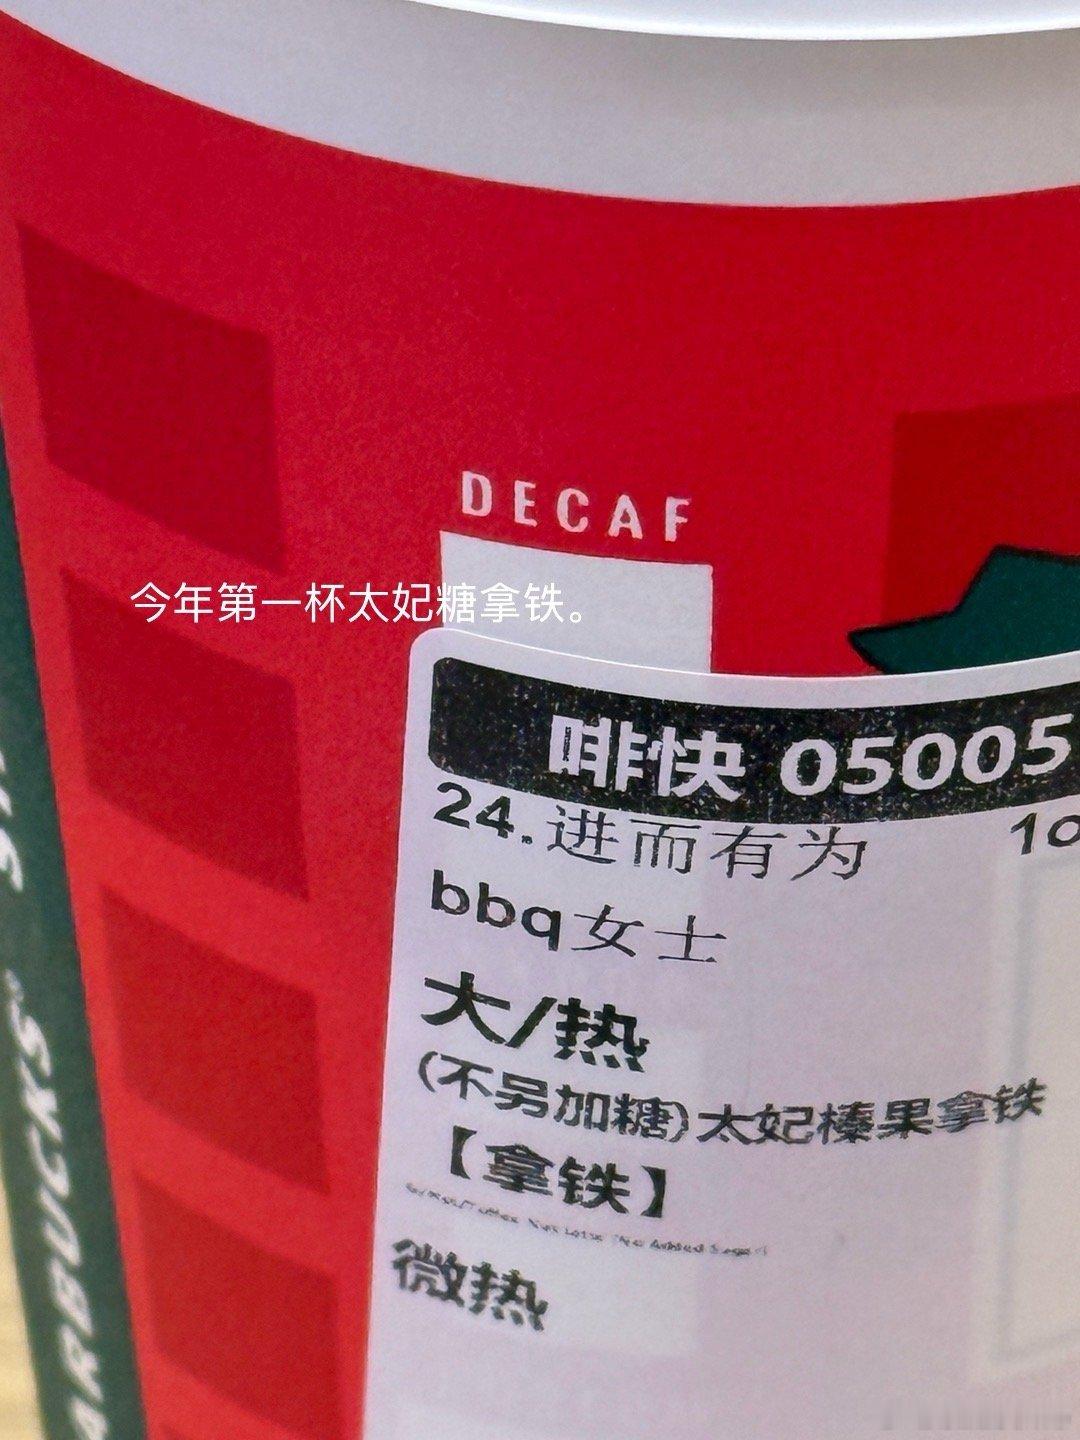 DECAF
今年第一杯太妃糖拿铁。
啡快 05005
24.进而有为
bbq女士
大/热
(不另加糖)太妃榛果拿铁
【拿铁】
微热
STARBUCKS